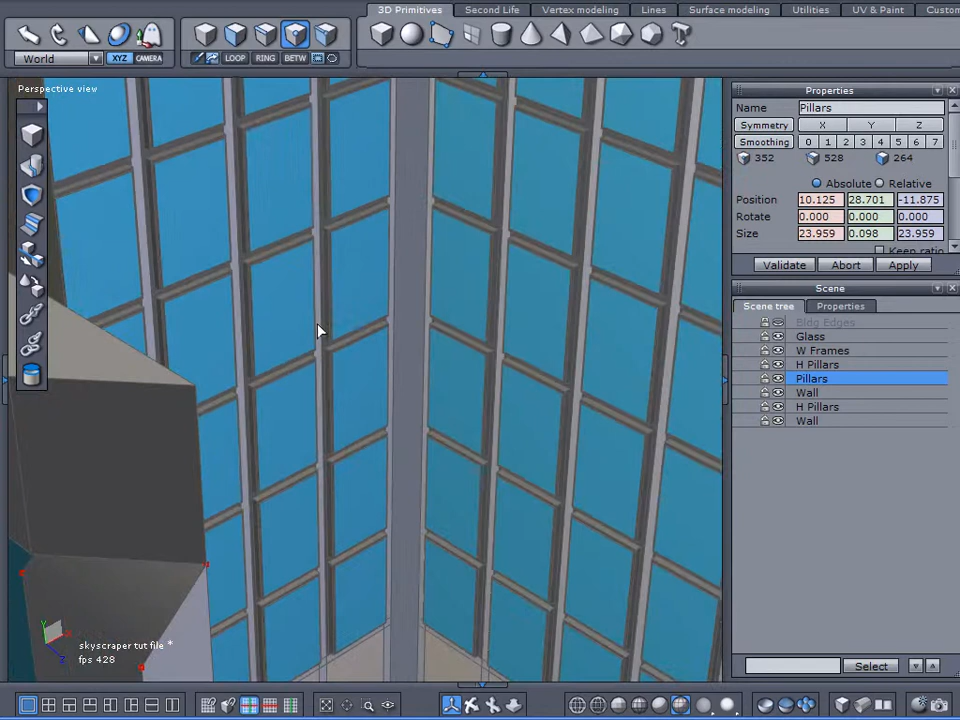 3D Primitives Second Life Vertex modeling Lines Surface modeling Utilities UV & Paint Custom
World XYZ CAMERA LOOP RING BETW
Perspective view
Properties
Name Pillars
Symmetry X Y Z
Smoothing 0 1 2 3 4 5 6 7
352 528 264
Absolute Relative
Position 10.125 28.701 -11.875
Rotate 0.000 0.000 0.000
Size 23.959 0.098 23.959
Keep ratio
Validate Abort Apply
Scene
Scene tree Properties
Bldg Edges
Glass
W Frames
H Pillars
Pillars
Wall
H Pillars
Wall
Y
X
Z
skyscraper tut file *
fps 428
Select